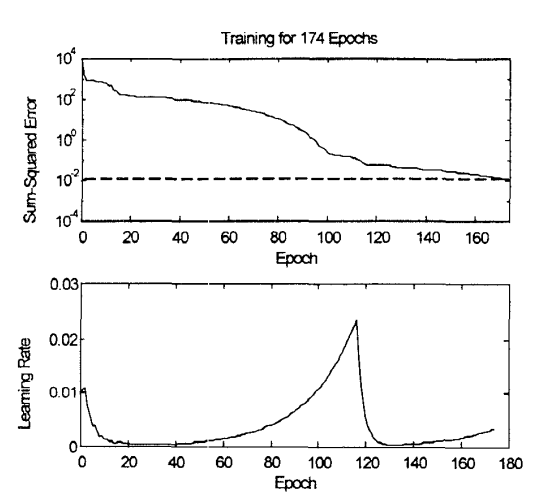 Training for 174 Epochs
Sum-Squared Error
10^4
10^2
10^0
10^-2
10^-4
0 20 40 60 80 100 120 140 160
Epoch
Learning Rate
0.03
0.02
0.01
0
0 20 40 60 80 100 120 140 160 180
Epoch